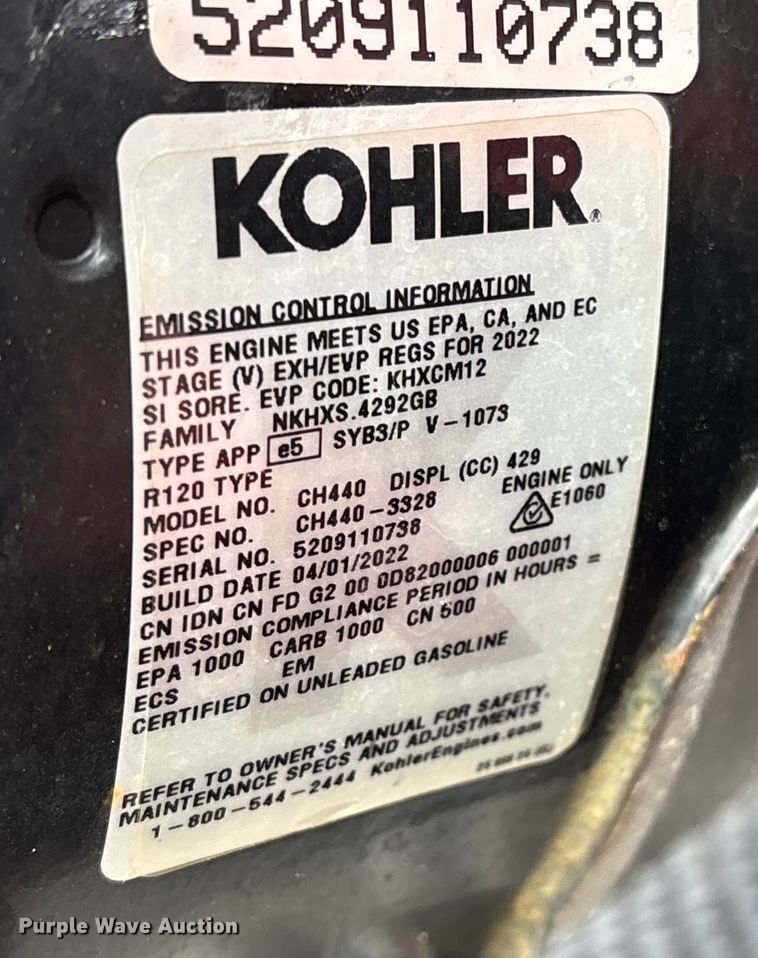 5209110738
KOHLER®
EMISSION CONTROL INFORMATION
THIS ENGINE MEETS US EPA, CA, AND EC
STAGE (V) EXH/EVP REGS FOR 2022
SI SORE. EVP CODE: KHXCM12
FAMILY NKHXS.4292GB
TYPE APP e5 SYB3/P V-1073
R120 TYPE
MODEL NO. CH440 DISPL (CC) 429
SPEC NO. CH440-3328 ENGINE ONLY
SERIAL NO. 5209110738 E1060
BUILD DATE 04/01/2022
CN IDN CN FD G2 00 0D82000006 000001
EMISSION COMPLIANCE PERIOD IN HOURS =
EPA 1000 CARB 1000 CN 500
ECS EM
CERTIFIED ON UNLEADED GASOLINE
REFER TO OWNER'S MANUAL FOR SAFETY,
MAINTENANCE SPECS AND ADJUSTMENTS
1-800-544-2444 KohlerEngines.com
Purple Wave Auction